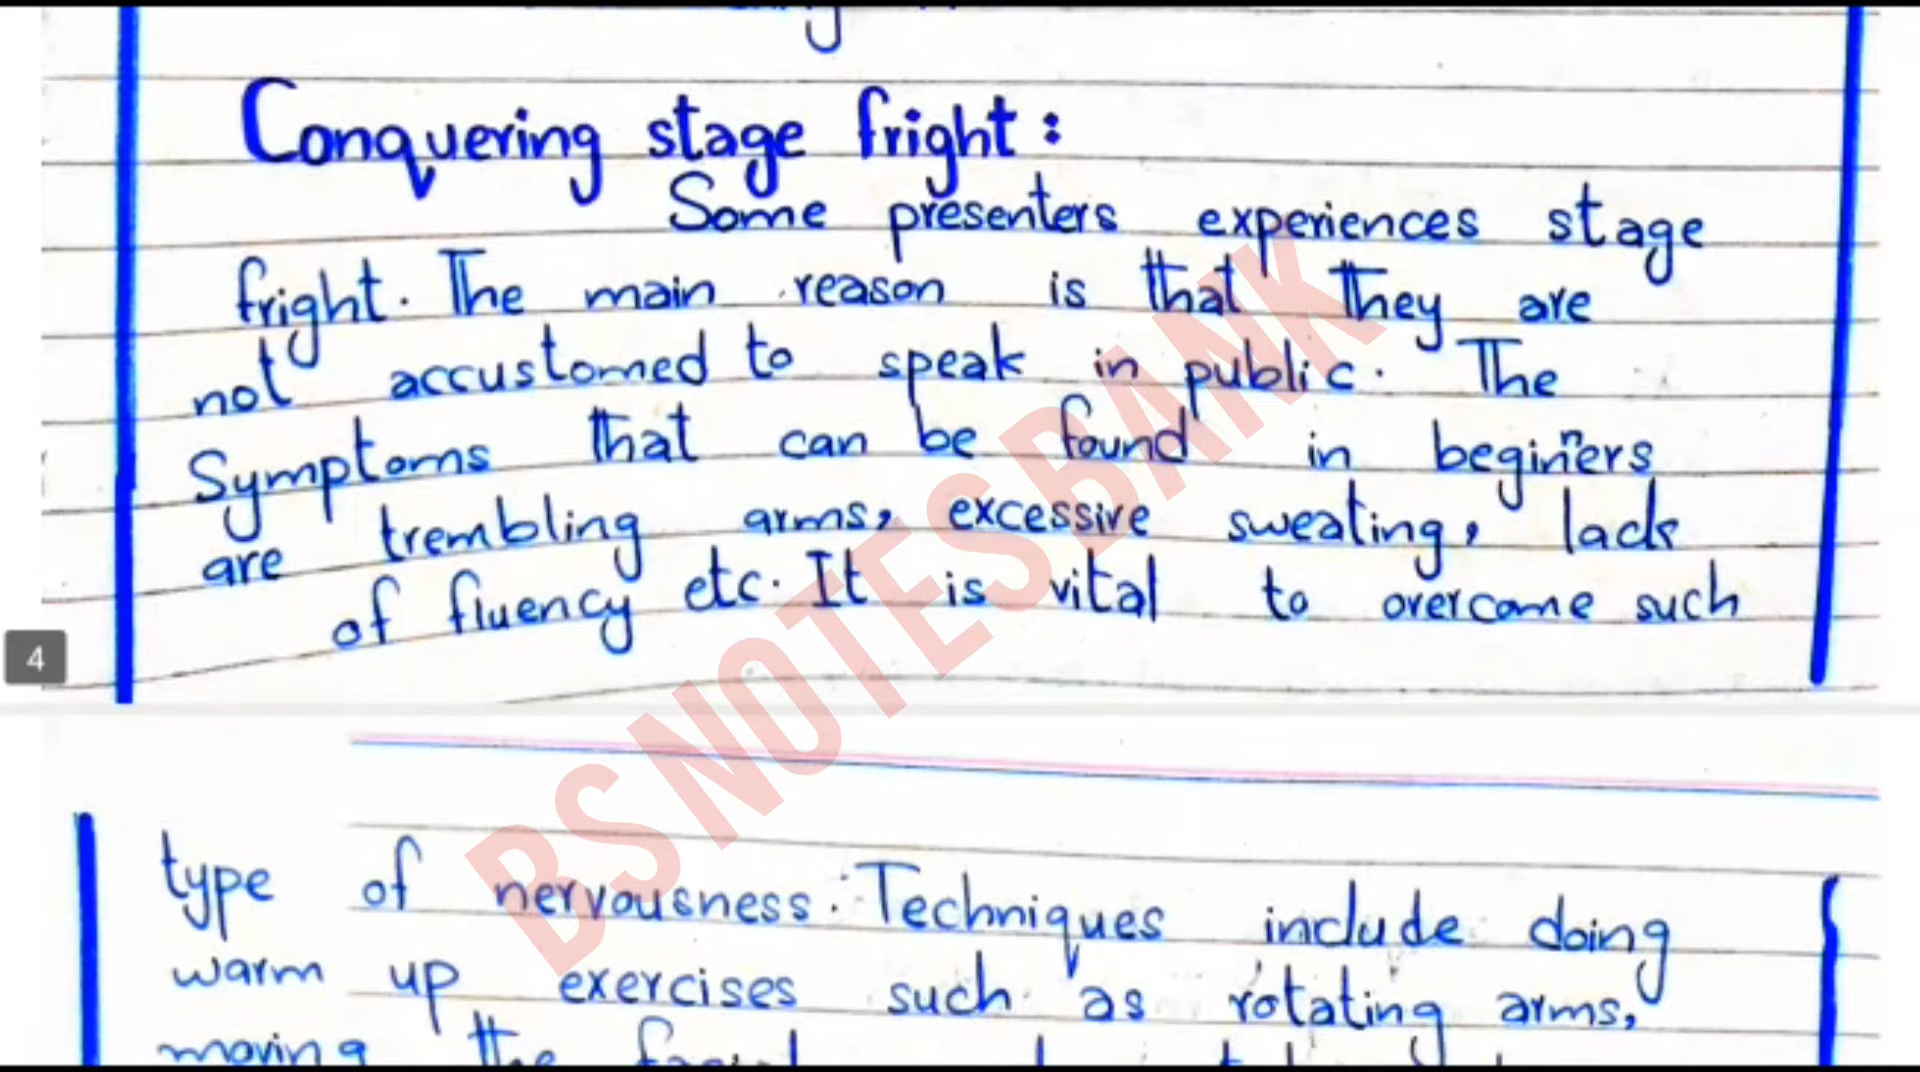 Conquering stage fright:
Some presenters experiences stage
fright. The main reason is that they are
not accustomed to speak in public. The
Symptoms that can be found in beginers
are trembling arms, excessive sweating, lack
of fluency etc. It is vital to overcome such
4
BSNOTESBANK
type of nervousness. Techniques include doing
warm up exercises such as rotating arms,
moving the